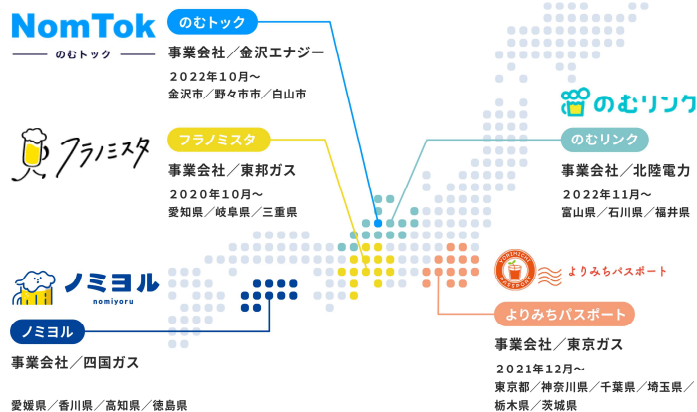 NomTok
のむトック
のむトック
事業会社／金沢エナジー
2022年10月～
金沢市／野々市市／白山市
フラノミスタ
フラノミスタ
事業会社／東邦ガス
2020年10月～
愛知県／岐阜県／三重県
のむリンク
のむリンク
事業会社／北陸電力
2022年11月～
富山県／石川県／福井県
ノミヨル
nomiyoru
ノミヨル
事業会社／四国ガス
愛媛県／香川県／高知県／徳島県
YORIMICHI
PASSPORT
よりみちパスポート
よりみちパスポート
事業会社／東京ガス
2021年12月～
東京都／神奈川県／千葉県／埼玉県／
栃木県／茨城県